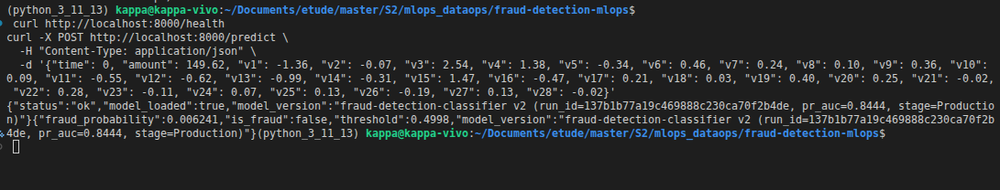 (python_3_11_13) kappa@kappa-vivo:~/Documents/etude/master/S2/mlops_dataops/fraud-detection-mlops$
curl http://localhost:8000/health
curl -X POST http://localhost:8000/predict \
-H "Content-Type: application/json" \
-d '{"time": 0, "amount": 149.62, "v1": -1.36, "v2": -0.07, "v3": 2.54, "v4": 1.38, "v5": -0.34, "v6": 0.46, "v7": 0.24, "v8": 0.10, "v9": 0.36, "v10":
0.09, "v11": -0.55, "v12": -0.62, "v13": -0.99, "v14": -0.31, "v15": 1.47, "v16": -0.47, "v17": 0.21, "v18": 0.03, "v19": 0.40, "v20": 0.25, "v21": -0.02,
"v22": 0.28, "v23": -0.11, "v24": 0.07, "v25": 0.13, "v26": -0.19, "v27": 0.13, "v28": -0.02}'
{"status":"ok","model_loaded":true,"model_version":"fraud-detection-classifier v2 (run_id=137b1b77a19c469888c230ca70f2b4de, pr_auc=0.8444, stage=Productio
n)"}{"fraud_probability":0.006241,"is_fraud":false,"threshold":0.4998,"model_version":"fraud-detection-classifier v2 (run_id=137b1b77a19c469888c230ca70f2b
4de, pr_auc=0.8444, stage=Production)"}(python_3_11_13) kappa@kappa-vivo:~/Documents/etude/master/S2/mlops_dataops/fraud-detection-mlops$